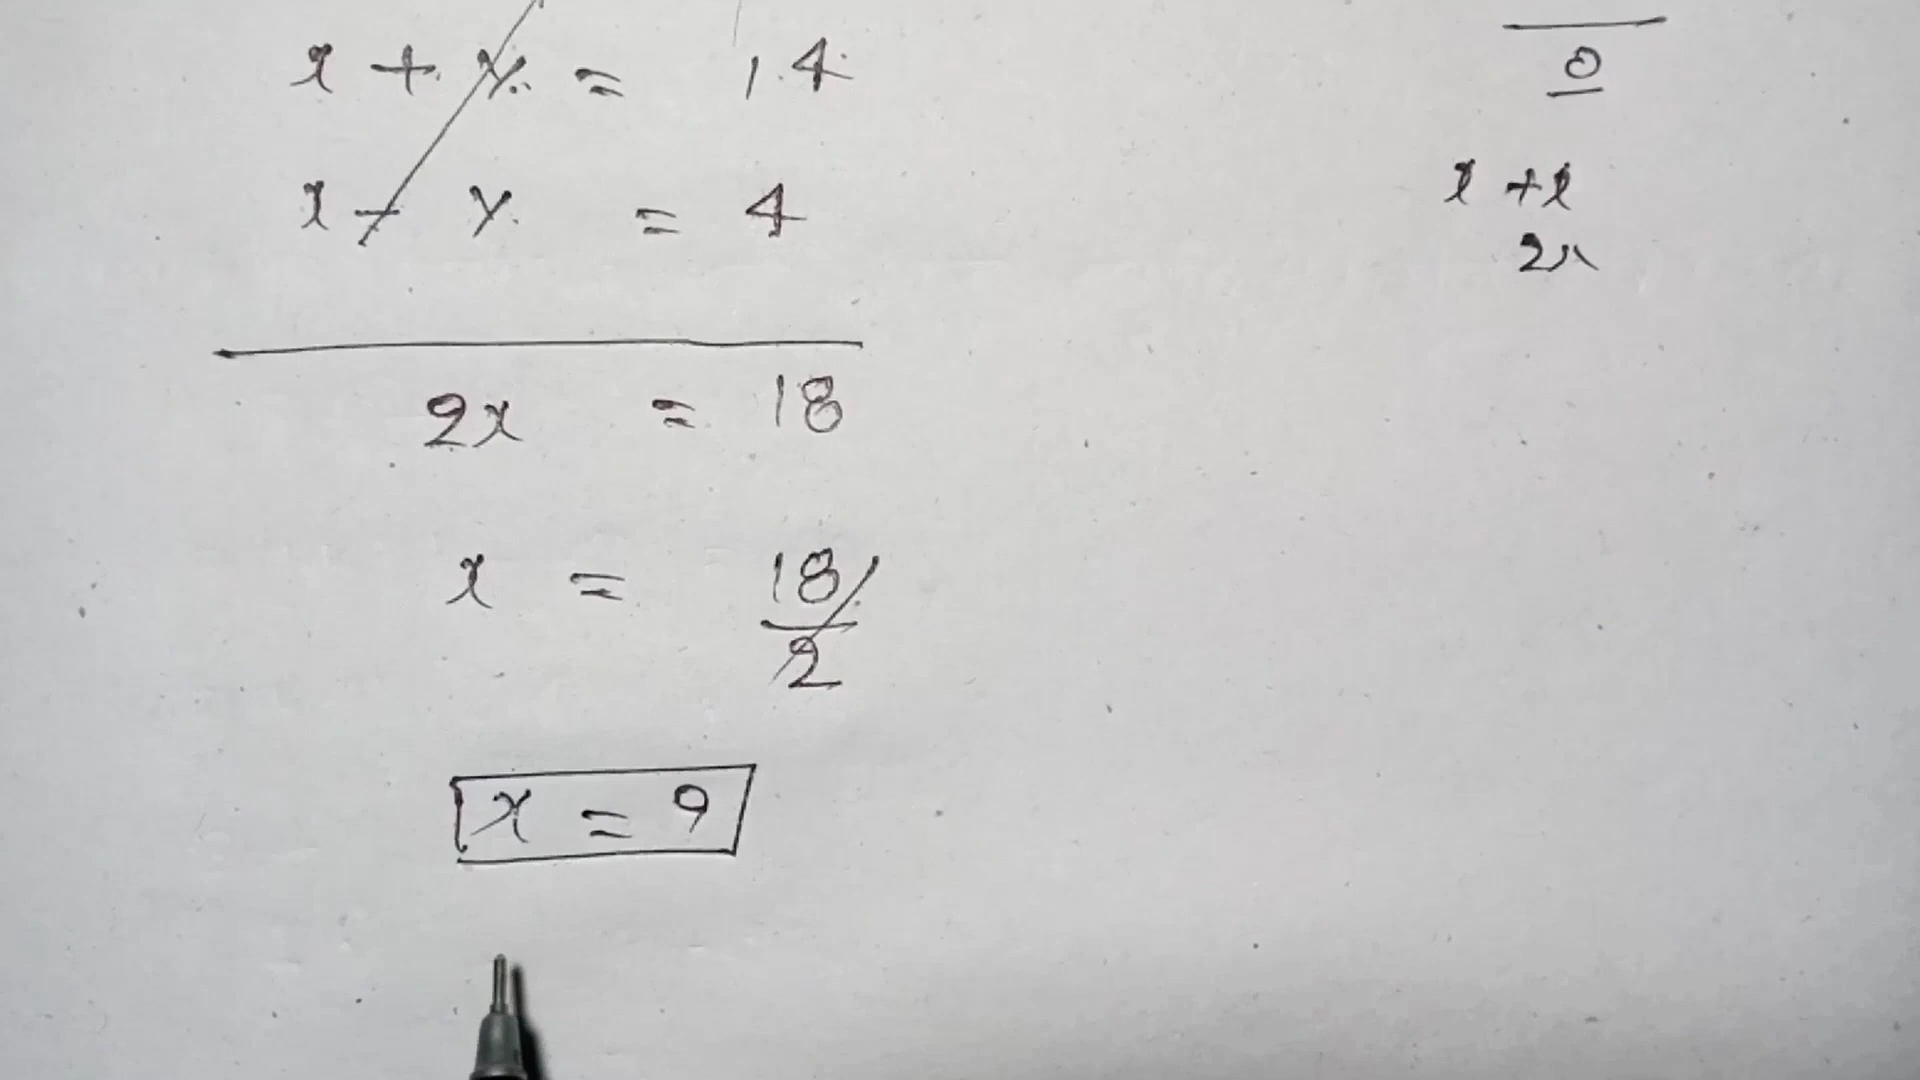 x + y = 14
x - y = 4
2x = 18
x = 18/2
x = 9
0
x + x
2x